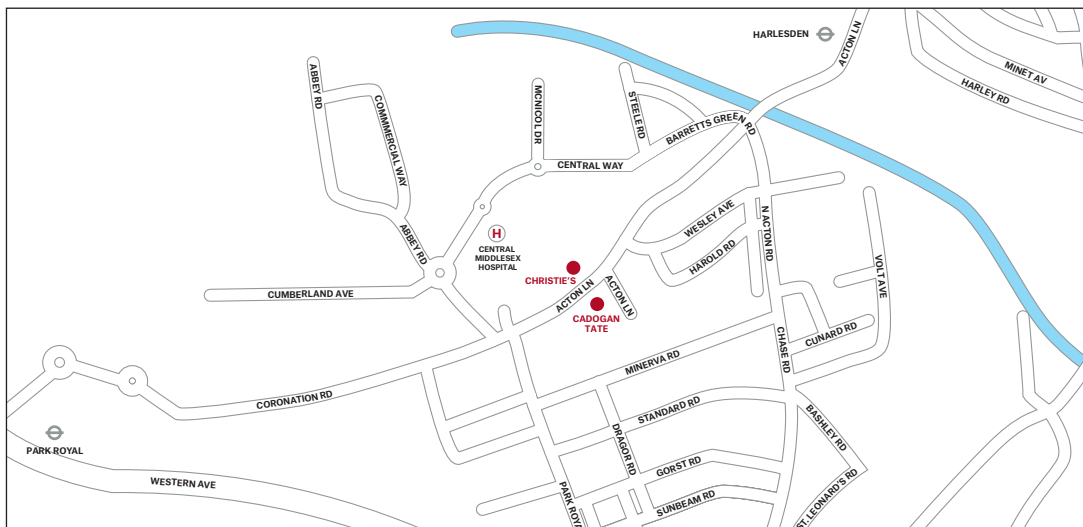 HARLESDEN
ACTON LN
MINET AV
HARLEY RD
ABBEY RD
COMMMERCIAL WAY
MCNICOL DR
STEELE RD
BARRETTS GREEN RD
CENTRAL WAY
WESLEY AVE
N ACTON RD
HAROLD RD
VOLT AVE
ABBEY RD
H
CENTRAL
MIDDLESEX
HOSPITAL
CHRISTIE'S
CUMBERLAND AVE
ACTON LN
ACTON LN
CADOGAN
TATE
CUNARD RD
CHASE RD
MINERVA RD
CORONATION RD
STANDARD RD
BASHLEY RD
DRAGOR RD
PARK ROYAL
GORST RD
WESTERN AVE
PARK ROYAL
SUNBEAM RD
ST. LEONARD'S RD